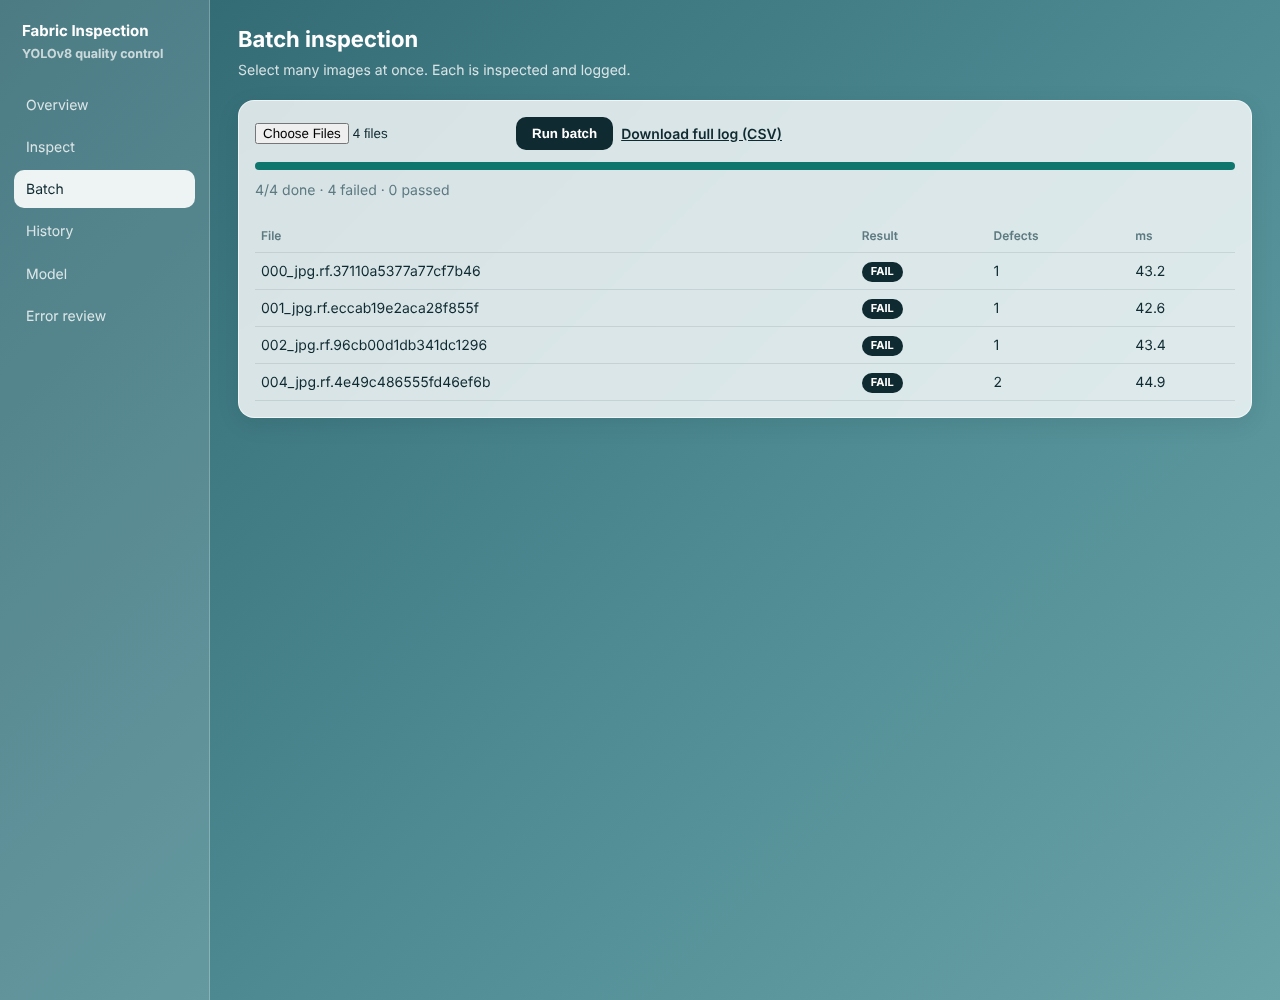 Fabric Inspection
YOLOv8 quality control
Overview
Inspect
Batch
History
Model
Error review
Batch inspection
Select many images at once. Each is inspected and logged.
Choose Files 4 files Run batch Download full log (CSV)
4/4 done · 4 failed · 0 passed
File Result Defects ms
000_jpg.rf.37110a5377a77cf7b46 FAIL 1 43.2
001_jpg.rf.eccab19e2aca28f855f FAIL 1 42.6
002_jpg.rf.96cb00d1db341dc1296 FAIL 1 43.4
004_jpg.rf.4e49c486555fd46ef6b FAIL 2 44.9